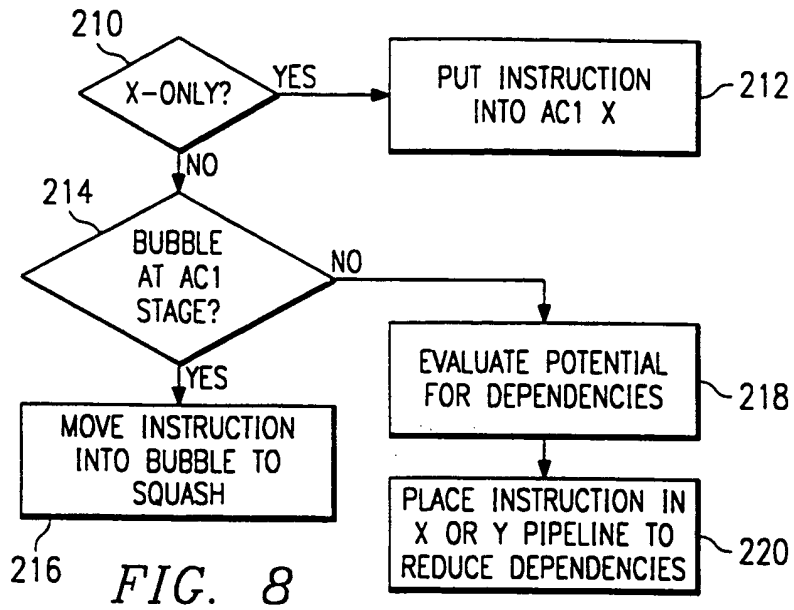 210
X-ONLY?
YES
PUT INSTRUCTION
INTO AC1 X
212
NO
214
BUBBLE
AT AC1
STAGE?
NO
YES
EVALUATE POTENTIAL
FOR DEPENDENCIES
218
MOVE INSTRUCTION
INTO BUBBLE TO
SQUASH
216
PLACE INSTRUCTION IN
X OR Y PIPELINE TO
REDUCE DEPENDENCIES
220
FIG. 8